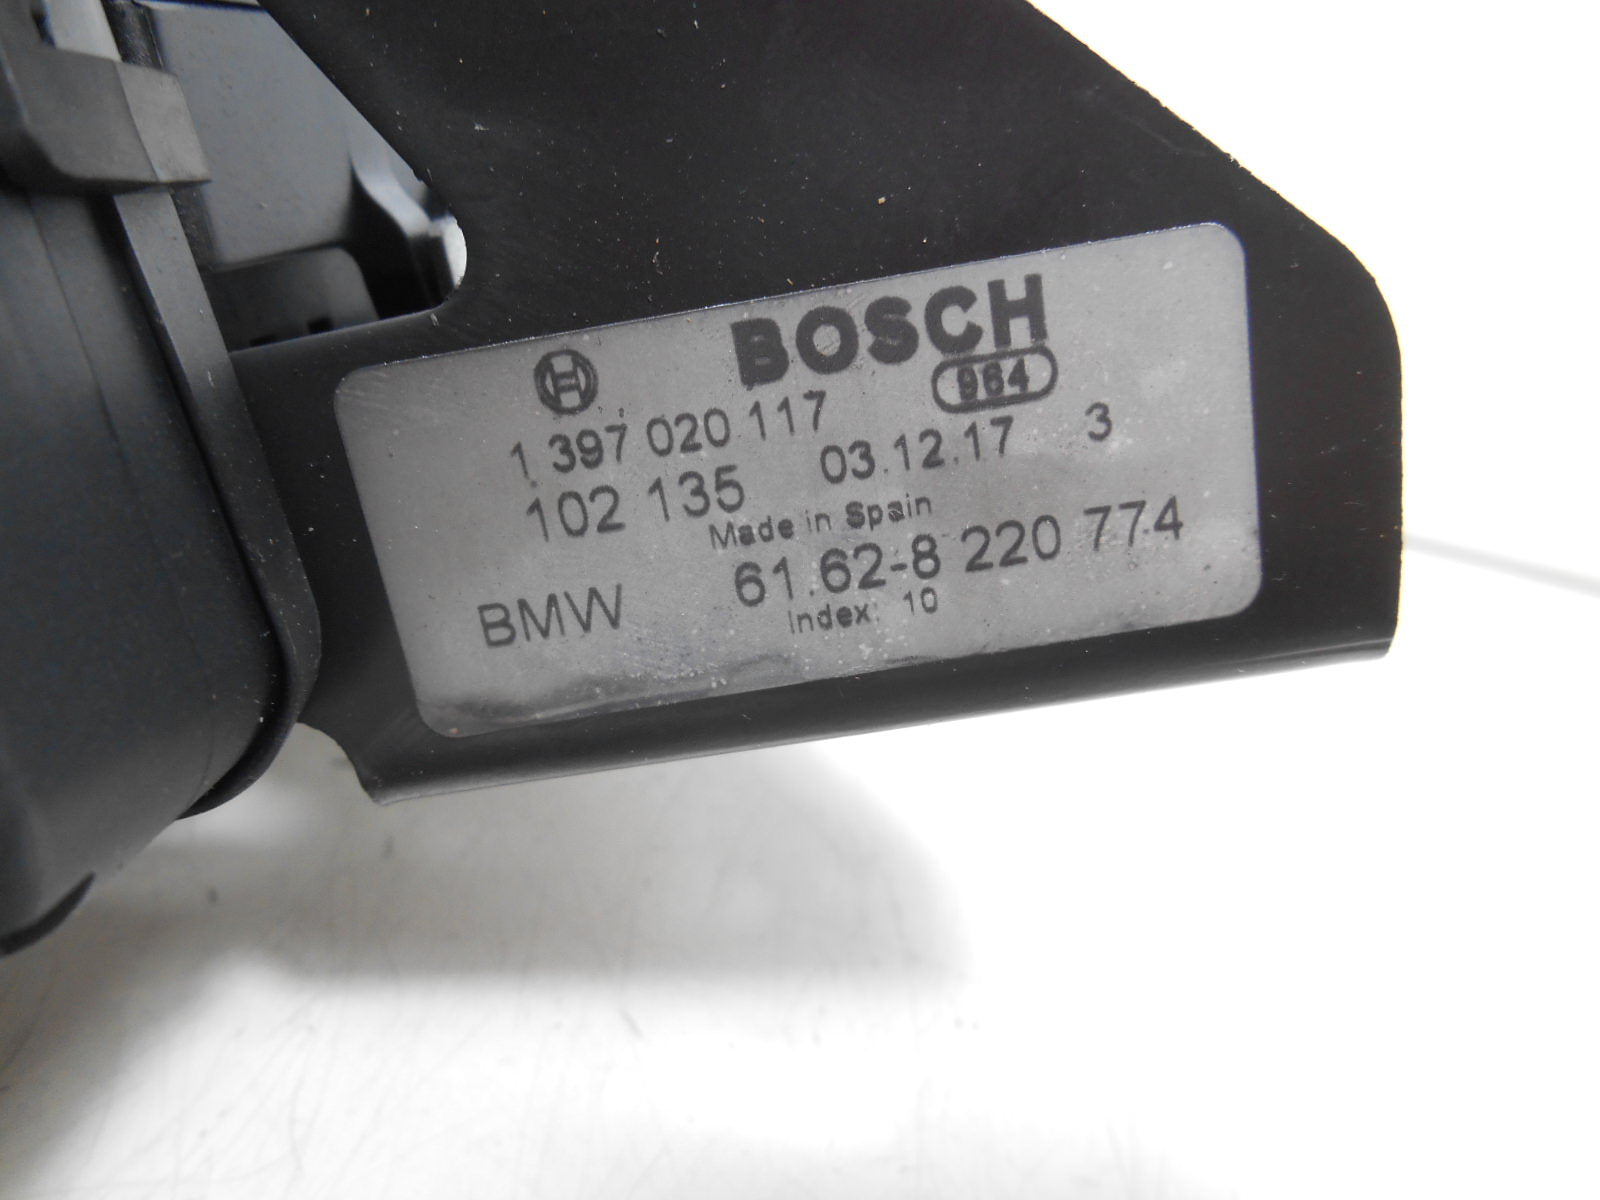 BOSCH
964
1 397 020 117
03.12.17 3
102 135
Made in Spain
BMW 61.62-8 220 774
Index: 10